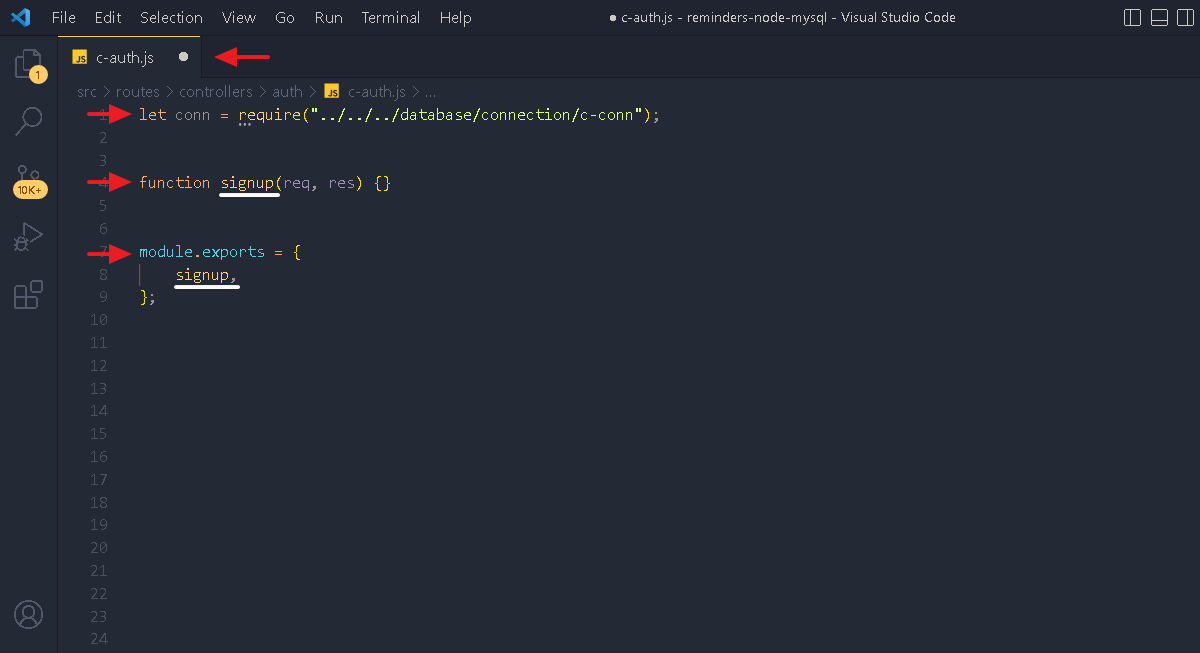 File Edit Selection View Go Run Terminal Help ● c-auth.js - reminders-node-mysql - Visual Studio Code
JS c-auth.js ●
1
src > routes > controllers > auth > JS c-auth.js > ...
1 let conn = require("../../../database/connection/c-conn");
2
3
4 function signup(req, res) {}
10K+
5
6
7 module.exports = {
8 signup,
9 };
10
11
12
13
14
15
16
17
18
19
20
21
22
23
24